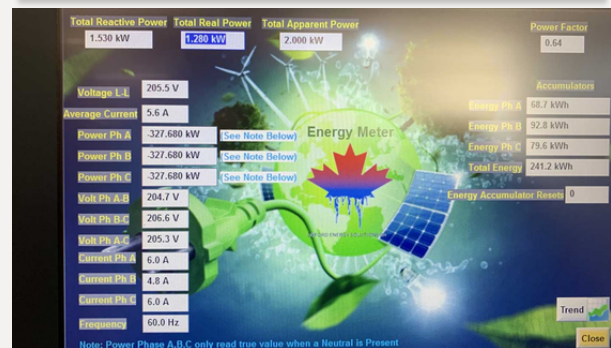 Total Reactive Power Total Real Power Total Apparent Power Power Factor
1.530 kW 1.280 kW 2.000 kW 0.64
Voltage L-L 205.5 V Accumulators
Average Current 5.6 A Energy Ph A 68.7 kWh
Power Ph A -327.680 kW (See Note Below) Energy Meter Energy Ph B 92.8 kWh
Power Ph B -327.680 kW (See Note Below) Energy Ph C 79.6 kWh
Power Ph C -327.680 kW (See Note Below) Total Energy 241.2 kWh
Volt Ph A-B 204.7 V Energy Accumulator Resets 0
Volt Ph B-C 206.6 V
Volt Ph A-C 205.3 V
Current Ph A 6.0 A
Current Ph B 4.8 A
Current Ph C 6.0 A
Frequency 60.0 Hz Trend
Note: Power Phase A,B,C only read true value when a Neutral is Present Close